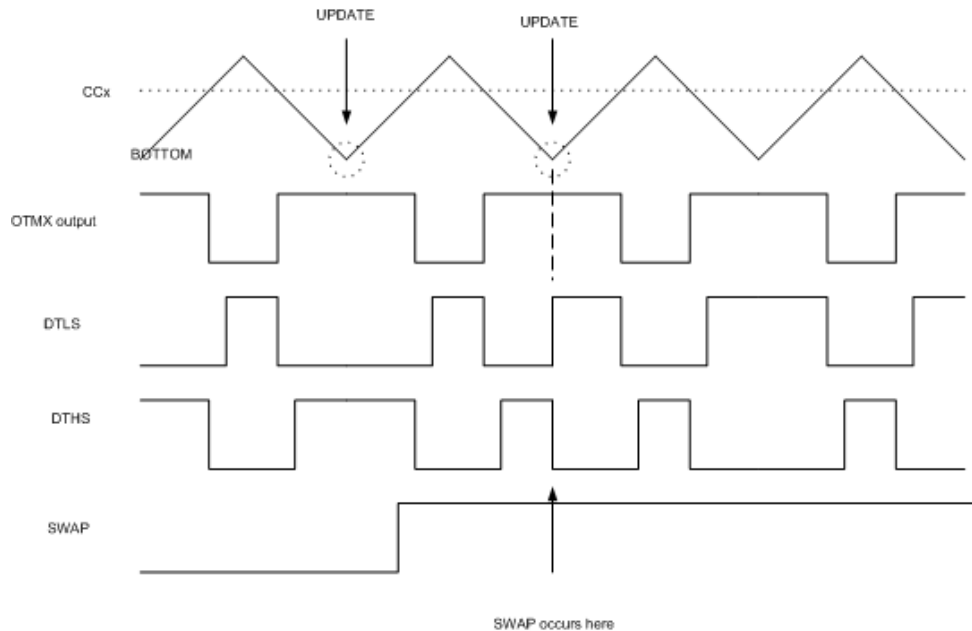 UPDATE
UPDATE
CCx
BOTTOM
OTMX output
DTLS
DTHS
SWAP
SWAP occurs here